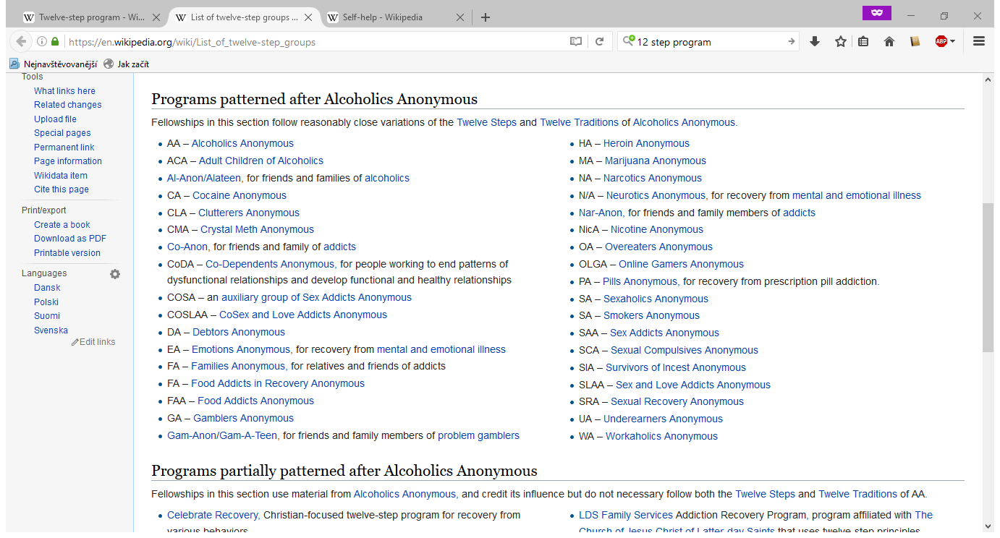 Twelve-step program - Wi...
List of twelve-step groups ...
Self-help - Wikipedia
https://en.wikipedia.org/wiki/List_of_twelve-step_groups
12 step program
ABP
Nejnavštěvovanější
Jak začít
Tools
What links here
Related changes
Upload file
Special pages
Permanent link
Page information
Wikidata item
Cite this page
Print/export
Create a book
Download as PDF
Printable version
Languages
Dansk
Polski
Suomi
Svenska
Edit links
Programs patterned after Alcoholics Anonymous
Fellowships in this section follow reasonably close variations of the Twelve Steps and Twelve Traditions of Alcoholics Anonymous.
AA – Alcoholics Anonymous
ACA – Adult Children of Alcoholics
Al-Anon/Alateen, for friends and families of alcoholics
CA – Cocaine Anonymous
CLA – Clutterers Anonymous
CMA – Crystal Meth Anonymous
Co-Anon, for friends and family of addicts
CoDA – Co-Dependents Anonymous, for people working to end patterns of
dysfunctional relationships and develop functional and healthy relationships
COSA – an auxiliary group of Sex Addicts Anonymous
COSLAA – CoSex and Love Addicts Anonymous
DA – Debtors Anonymous
EA – Emotions Anonymous, for recovery from mental and emotional illness
FA – Families Anonymous, for relatives and friends of addicts
FA – Food Addicts in Recovery Anonymous
FAA – Food Addicts Anonymous
GA – Gamblers Anonymous
Gam-Anon/Gam-A-Teen, for friends and family members of problem gamblers
HA – Heroin Anonymous
MA – Marijuana Anonymous
NA – Narcotics Anonymous
N/A – Neurotics Anonymous, for recovery from mental and emotional illness
Nar-Anon, for friends and family members of addicts
NicA – Nicotine Anonymous
OA – Overeaters Anonymous
OLGA – Online Gamers Anonymous
PA – Pills Anonymous, for recovery from prescription pill addiction.
SA – Sexaholics Anonymous
SA – Smokers Anonymous
SAA – Sex Addicts Anonymous
SCA – Sexual Compulsives Anonymous
SIA – Survivors of Incest Anonymous
SLAA – Sex and Love Addicts Anonymous
SRA – Sexual Recovery Anonymous
UA – Underearners Anonymous
WA – Workaholics Anonymous
Programs partially patterned after Alcoholics Anonymous
Fellowships in this section use material from Alcoholics Anonymous, and credit its influence but do not necessary follow both the Twelve Steps and Twelve Traditions of AA.
Celebrate Recovery, Christian-focused twelve-step program for recovery from
various behaviors
LDS Family Services Addiction Recovery Program, program affiliated with The
Church of Jesus Christ of Latter-day Saints that uses twelve-step principles